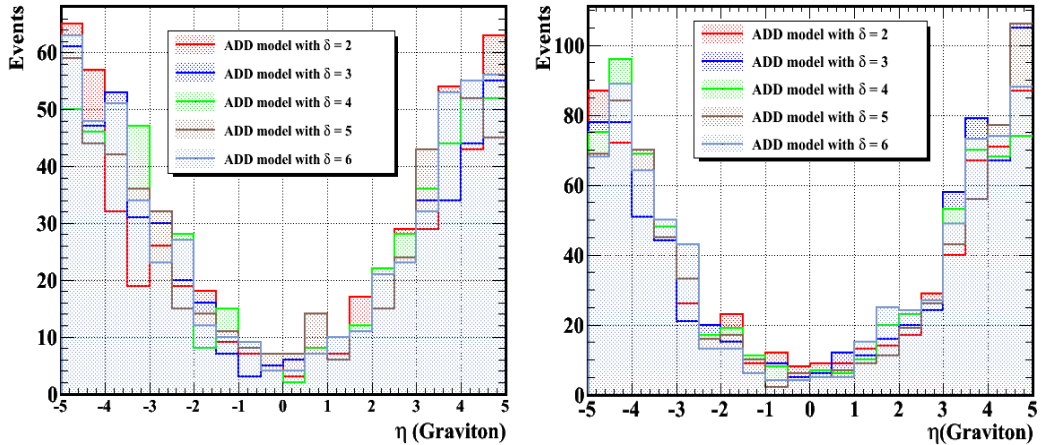 Events
60
50
40
30
20
10
0
-5 -4 -3 -2 -1 0 1 2 3 4 5
η (Graviton)
ADD model with δ = 2
ADD model with δ = 3
ADD model with δ = 4
ADD model with δ = 5
ADD model with δ = 6
Events
100
80
60
40
20
0
-5 -4 -3 -2 -1 0 1 2 3 4 5
η(Graviton)
ADD model with δ = 2
ADD model with δ = 3
ADD model with δ = 4
ADD model with δ = 5
ADD model with δ = 6